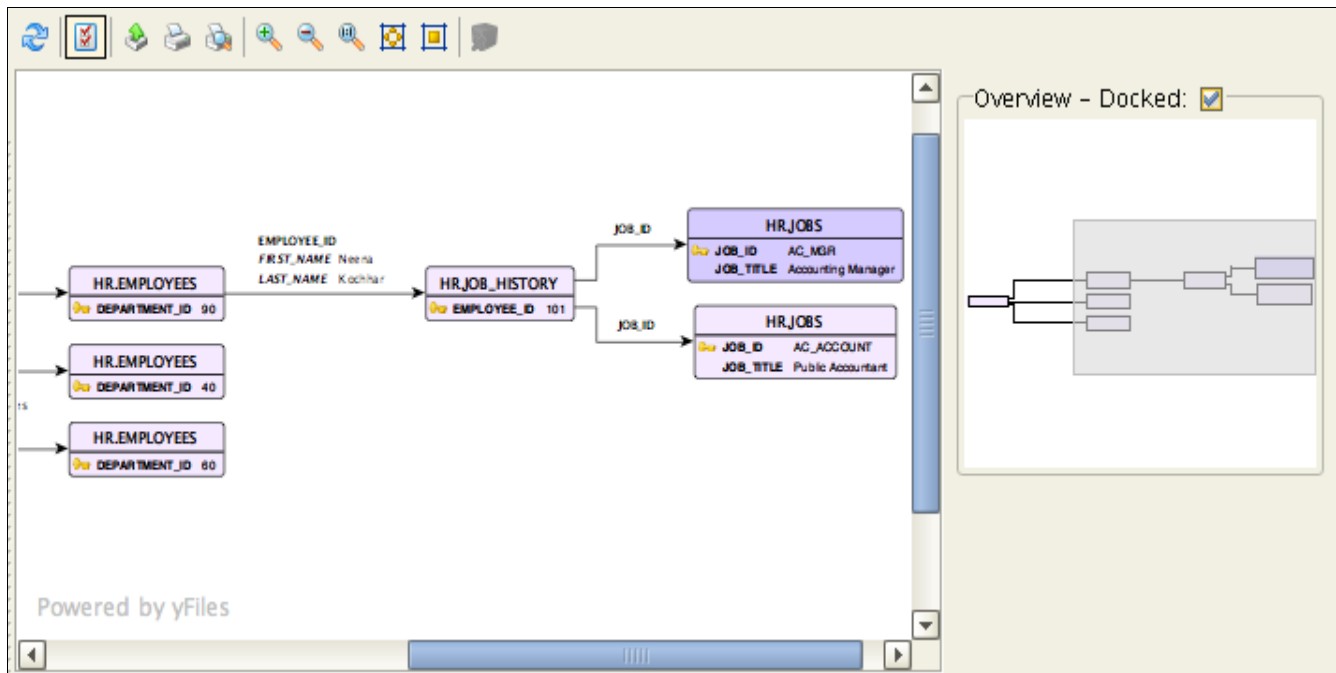 Overview - Docked:
JOB_ID
HR.JOBS
JOB_ID AC_MGR
JOB_TITLE Accounting Manager
EMPLOYEE_ID
FIRST_NAME Neena
LAST_NAME Kochhar
HR.EMPLOYEES
DEPARTMENT_ID 90
HR.JOB_HISTORY
EMPLOYEE_ID 101
JOB_ID
HR.JOBS
JOB_ID AC_ACCOUNT
JOB_TITLE Public Accountant
HR.EMPLOYEES
DEPARTMENT_ID 40
HR.EMPLOYEES
DEPARTMENT_ID 60
Powered by yFiles